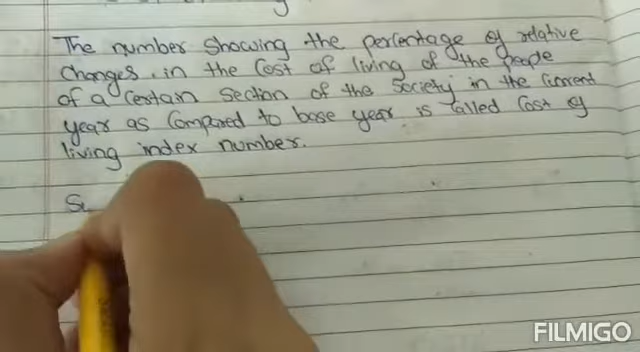 The number showing the percentage of relative
changes in the Cost of living of the people
of a Certain Section of the Society in the Current
year as Compared to base year is Called Cost of
living index number.
Su
FILMIGO